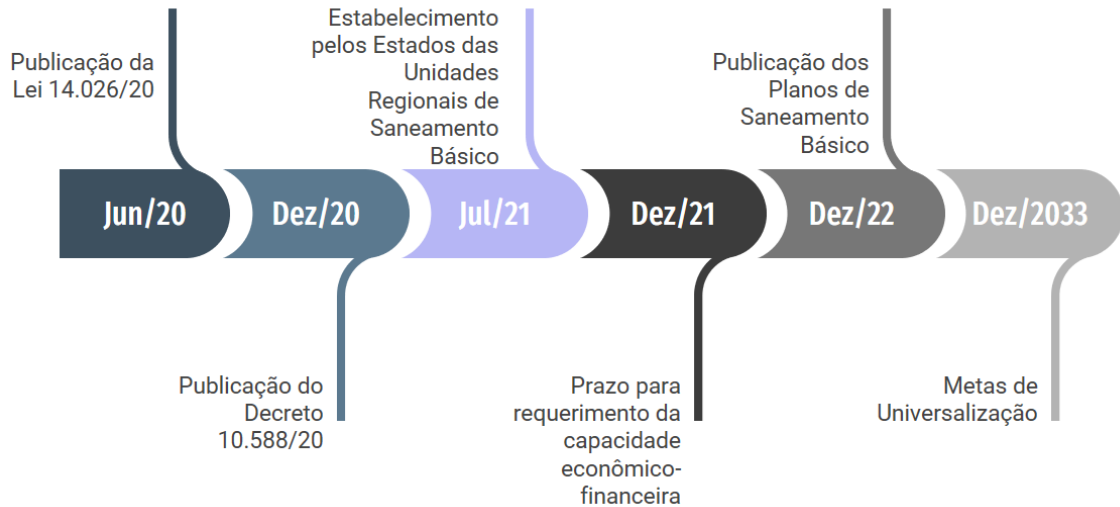 Publicação da
Lei 14.026/20
Estabelecimento
pelos Estados das
Unidades
Regionais de
Saneamento
Básico
Publicação dos
Planos de
Saneamento
Básico
Jun/20
Dez/20
Jul/21
Dez/21
Dez/22
Dez/2033
Publicação do
Decreto
10.588/20
Prazo para
requerimento da
capacidade
econômico-
financeira
Metas de
Universalização